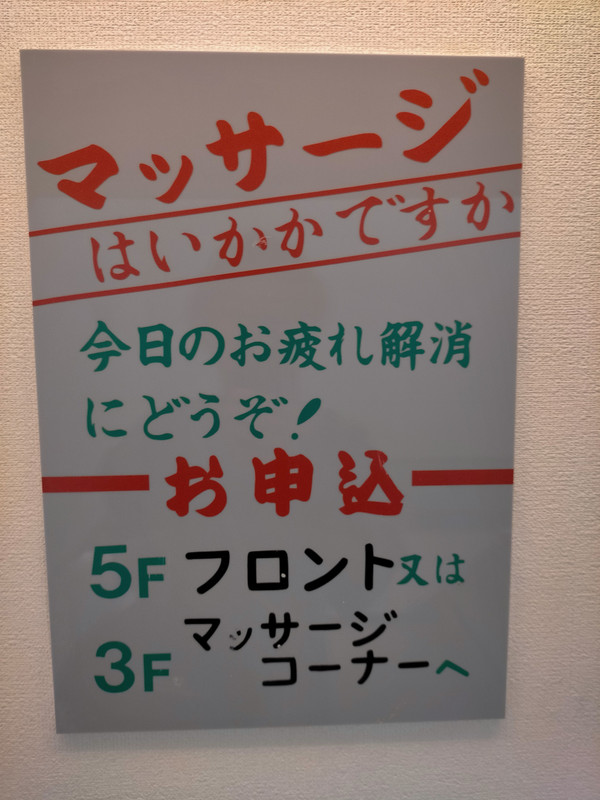 マッサージ
はいかかですか
今日のお疲れ解消
にどうぞ!
お申込
5F フロント又は
3F マッサージ
コーナーへ